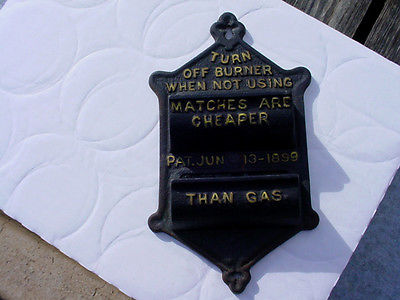 TURN
OFF BURNER
WHEN NOT USING
MATCHES ARE
CHEAPER
PAT. JUN 13-1899
THAN GAS